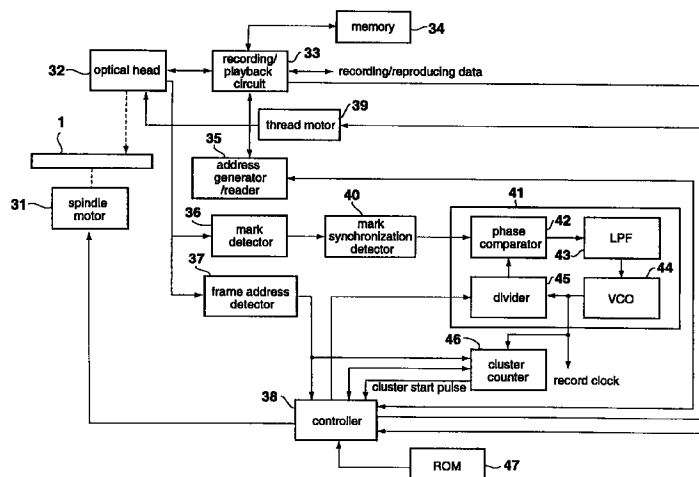 memory
34
33
32
optical head
recording/
playback
circuit
recording/reproducing data
39
thread motor
1
35
address
generator
/reader
31
spindle
motor
36
mark
detector
40
mark
synchronization
detector
41
42
phase
comparator
LPF
43
44
45
divider
VCO
37
frame address
detector
46
cluster
counter
record clock
cluster start pulse
38
controller
ROM
47